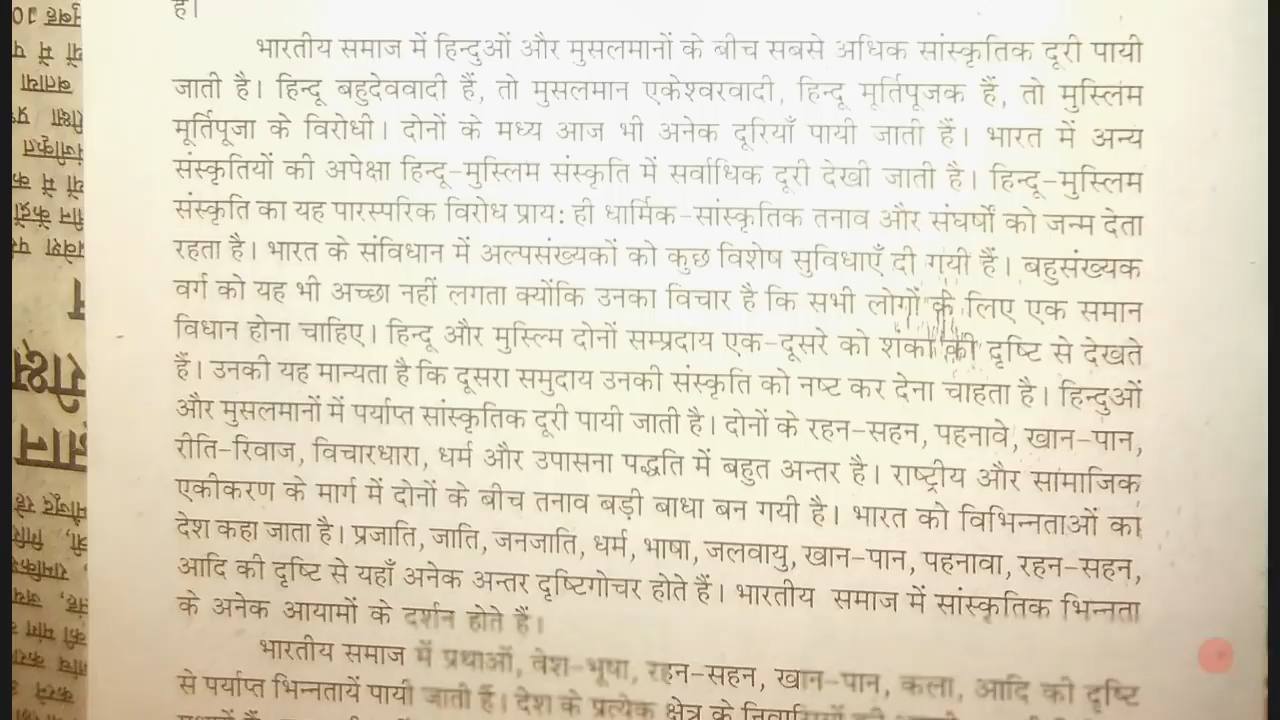 है।
भारतीय समाज में हिन्दुओं और मुसलमानों के बीच सबसे अधिक सांस्कृतिक दूरी पायी
जाती है। हिन्दू बहुदेववादी हैं, तो मुसलमान एकेश्वरवादी, हिन्दू मूर्तिपूजक हैं, तो मुस्लिम
मूर्तिपूजा के विरोधी। दोनों के मध्य आज भी अनेक दूरियाँ पायी जाती हैं। भारत में अन्य
संस्कृतियों की अपेक्षा हिन्दू-मुस्लिम संस्कृति में सर्वाधिक दूरी देखी जाती है। हिन्दू-मुस्लिम
संस्कृति का यह पारस्परिक विरोध प्राय: ही धार्मिक-सांस्कृतिक तनाव और संघर्षों को जन्म देता
रहता है। भारत के संविधान में अल्पसंख्यकों को कुछ विशेष सुविधाएँ दी गयी हैं। बहुसंख्यक
वर्ग को यह भी अच्छा नहीं लगता क्योंकि उनका विचार है कि सभी लोगों के लिए एक समान
विधान होना चाहिए। हिन्दू और मुस्ल्मि दोनों सम्प्रदाय एक-दूसरे को शंका की दृष्टि से देखते
हैं। उनकी यह मान्यता है कि दूसरा समुदाय उनकी संस्कृति को नष्ट कर देना चाहता है। हिन्दुओं
और मुसलमानों में पर्याप्त सांस्कृतिक दूरी पायी जाती है। दोनों के रहन-सहन, पहनावे, खान-पान,
रीति-रिवाज, विचारधारा, धर्म और उपासना पद्धति में बहुत अन्तर है। राष्ट्रीय और सामाजिक
एकीकरण के मार्ग में दोनों के बीच तनाव बड़ी बाधा बन गयी है। भारत को विभिन्नताओं का
देश कहा जाता है। प्रजाति, जाति, जनजाति, धर्म, भाषा, जलवायु, खान-पान, पहनावा, रहन-सहन,
आदि की दृष्टि से यहाँ अनेक अन्तर दृष्टिगोचर होते हैं। भारतीय समाज में सांस्कृतिक भिन्नता
के अनेक आयामों के दर्शन होते हैं।
भारतीय समाज में प्रथाओं, वेश-भूषा, रहन-सहन, खान-पान, कला, आदि की दृष्टि
से पर्याप्त भिन्नतायें पायी जाती हैं। देश के प्रत्येक क्षेत्र के